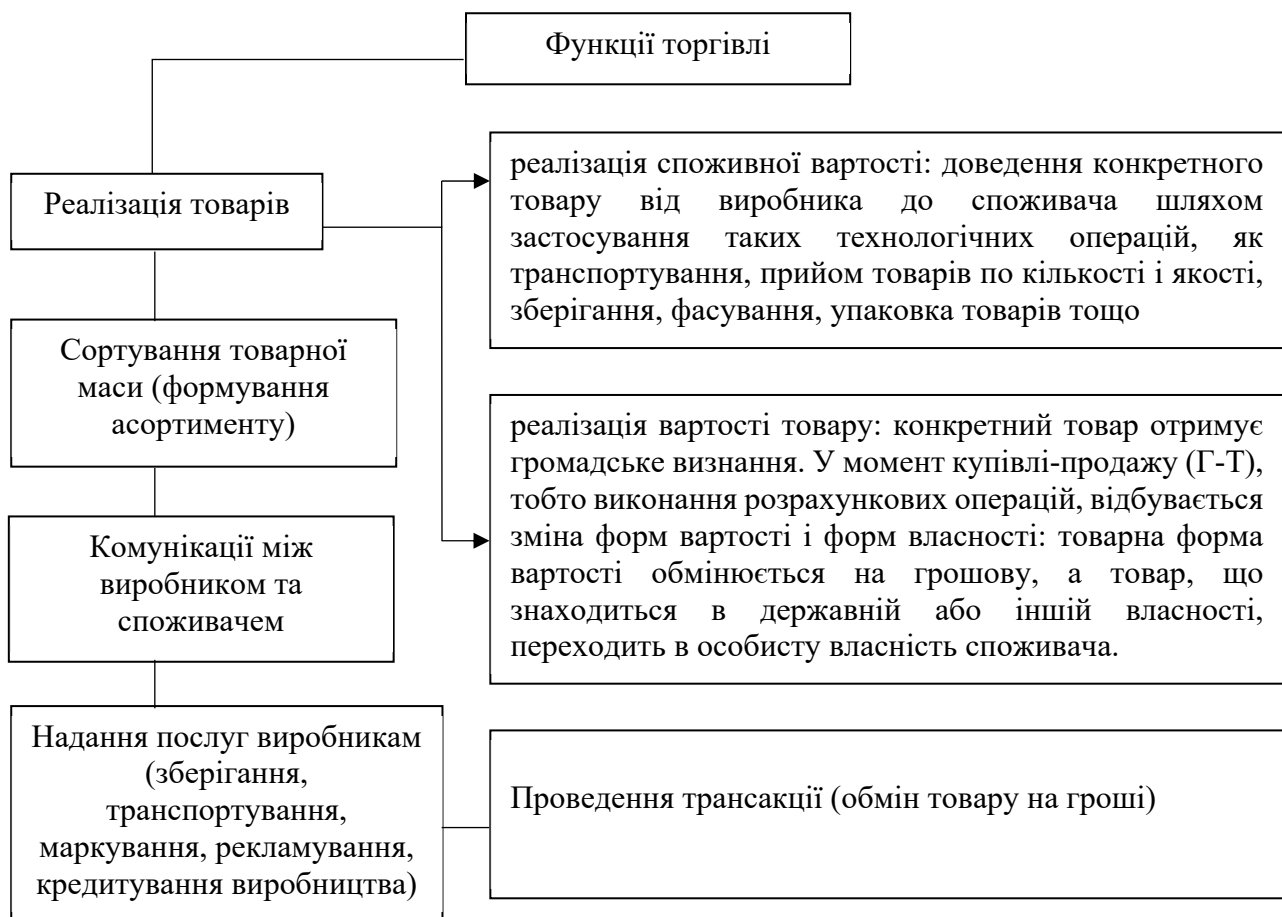 Функції торгівлі
Реалізація товарів
реалізація споживної вартості: доведення конкретного
товару від виробника до споживача шляхом
застосування таких технологічних операцій, як
транспортування, прийом товарів по кількості і якості,
зберігання, фасування, упаковка товарів тощо
Сортування товарної
маси (формування
асортименту)
реалізація вартості товару: конкретний товар отримує
громадське визнання. У момент купівлі-продажу (Г-Т),
тобто виконання розрахункових операцій, відбувається
зміна форм вартості і форм власності: товарна форма
вартості обмінюється на грошову, а товар, що
знаходиться в державній або іншій власності,
переходить в особисту власність споживача.
Комунікації між
виробником та
споживачем
Надання послуг виробникам
(зберігання,
транспортування,
маркування, рекламування,
кредитування виробництва)
Проведення трансакції (обмін товару на гроші)